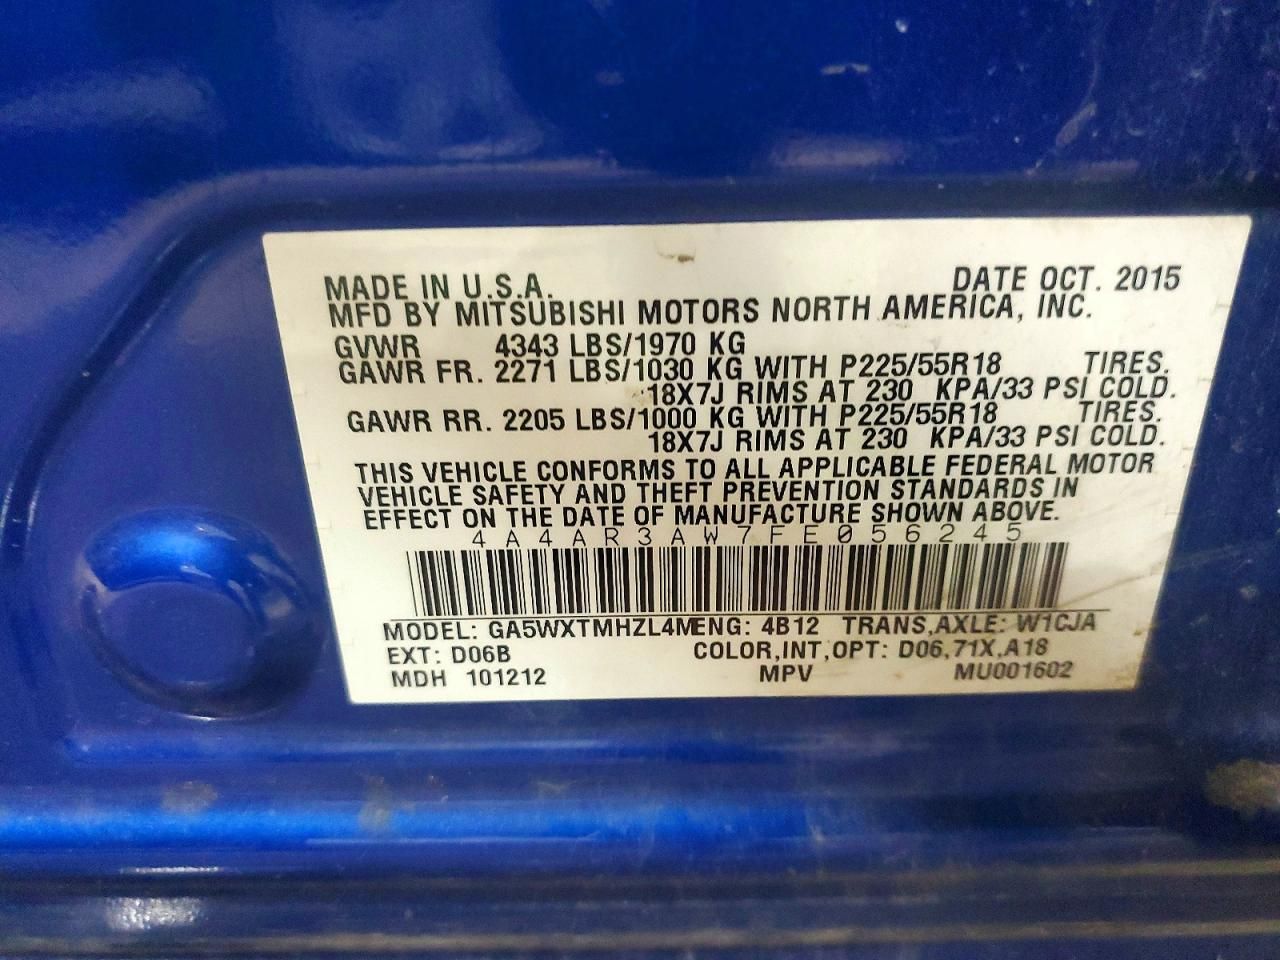 MADE IN U.S.A. DATE OCT. 2015
MFD BY MITSUBISHI MOTORS NORTH AMERICA, INC.
GVWR 4343 LBS/1970 KG
GAWR FR. 2271 LBS/1030 KG WITH P225/55R18 TIRES.
18X7J RIMS AT 230 KPA/33 PSI COLD.
GAWR RR. 2205 LBS/1000 KG WITH P225/55R18 TIRES.
18X7J RIMS AT 230 KPA/33 PSI COLD.
THIS VEHICLE CONFORMS TO ALL APPLICABLE FEDERAL MOTOR
VEHICLE SAFETY AND THEFT PREVENTION STANDARDS IN
EFFECT ON THE DATE OF MANUFACTURE SHOWN ABOVE.
4A4AR3AW7FE056245
MODEL: GA5WXTMHZL4M ENG: 4B12 TRANS,AXLE: W1CJA
EXT: D06B COLOR,INT,OPT: D06,71X,A18
MDH 101212 MPV MU001602